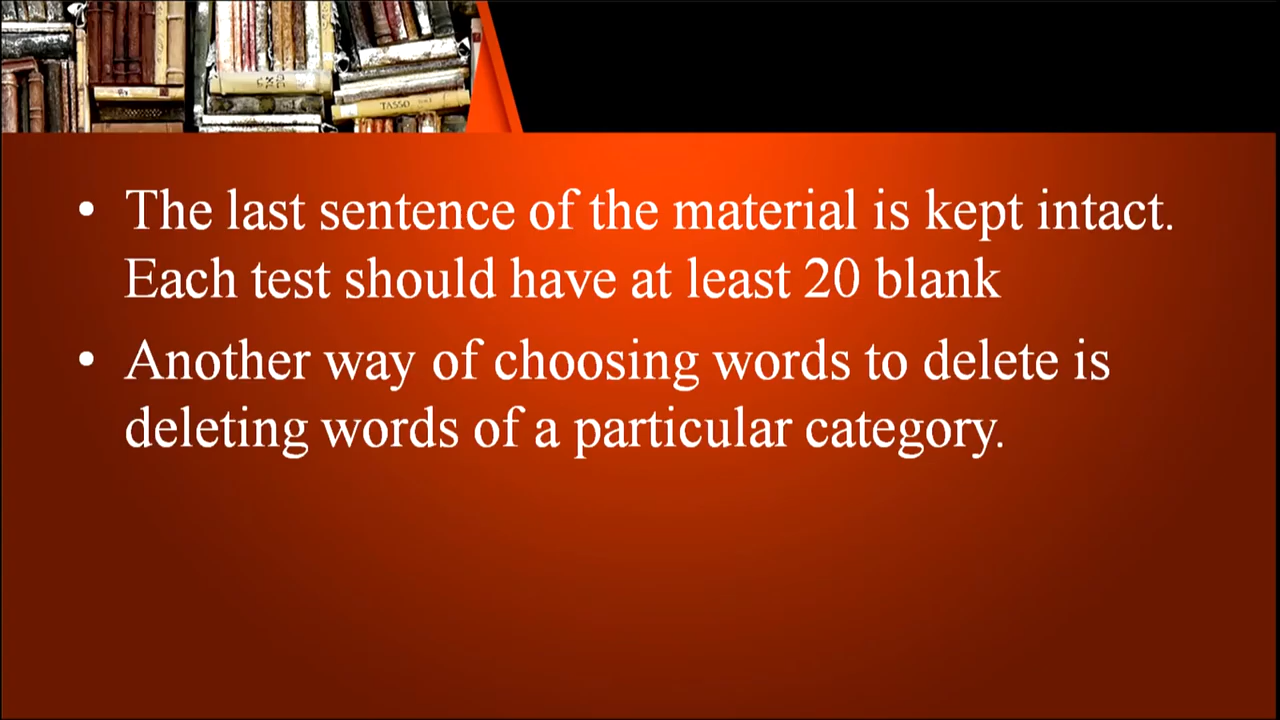 TASSO
• The last sentence of the material is kept intact.
Each test should have at least 20 blank
• Another way of choosing words to delete is
deleting words of a particular category.